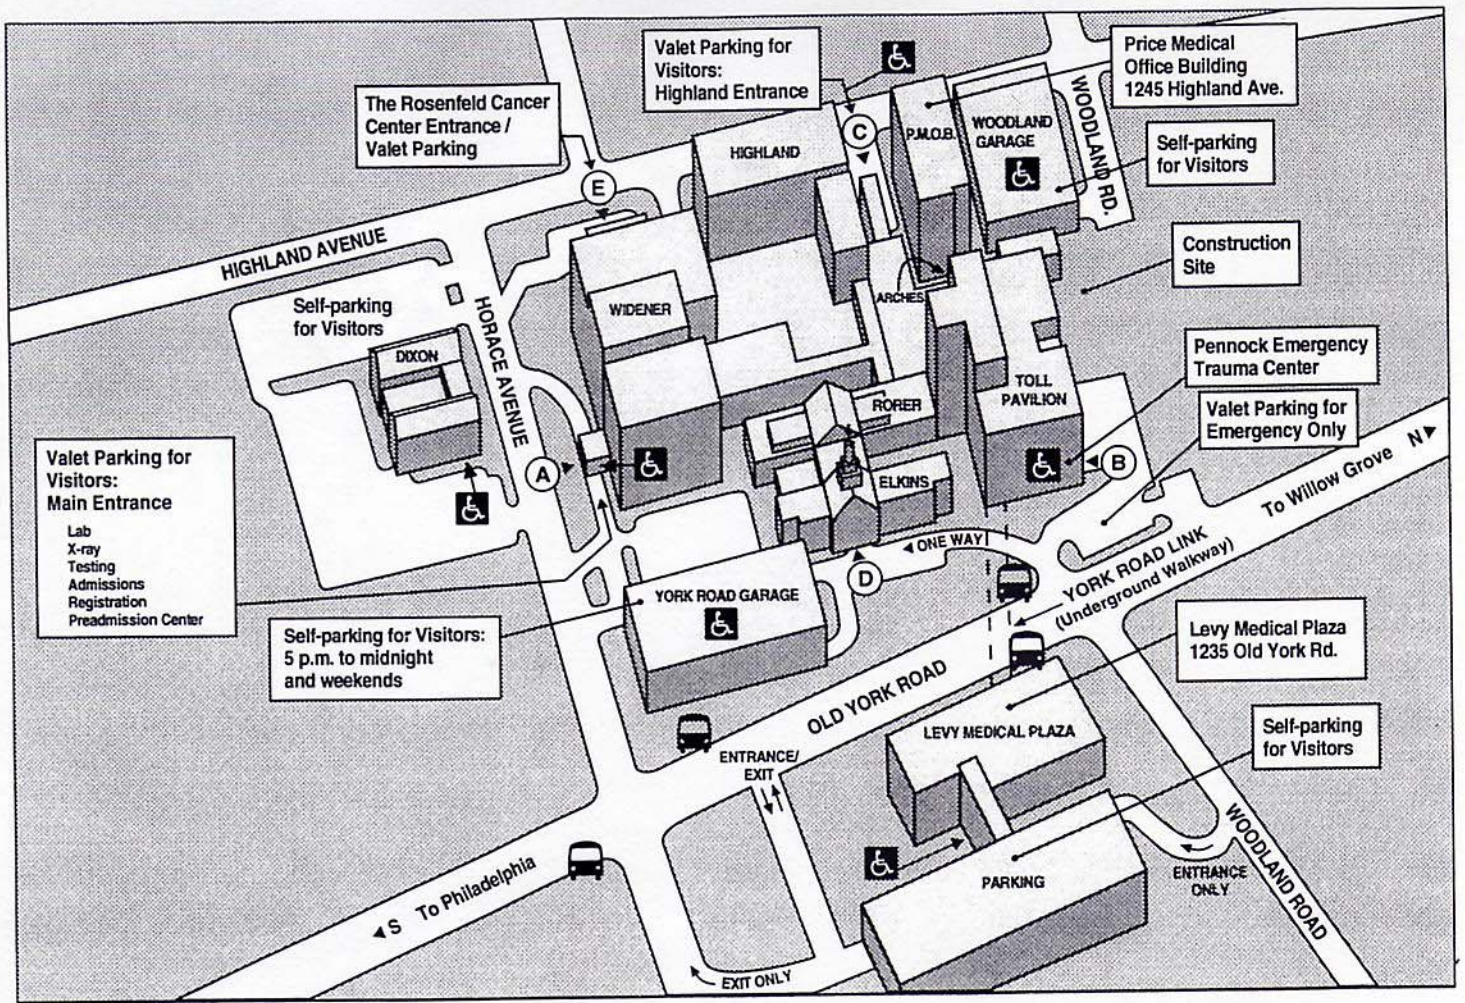 Valet Parking for
Visitors:
Highland Entrance
Price Medical
Office Building
1245 Highland Ave.
The Rosenfeld Cancer
Center Entrance /
Valet Parking
C
P.M.O.B.
WOODLAND
GARAGE
WOODLAND RD.
HIGHLAND
Self-parking
for Visitors
E
HIGHLAND AVENUE
Construction
Site
Self-parking
for Visitors
WIDENER
ARCHES
HORACE AVENUE
DIXON
Pennock Emergency
Trauma Center
TOLL
PAVILION
RORER
Valet Parking for
Emergency Only
Valet Parking for
Visitors:
Main Entrance
Lab
X-ray
Testing
Admissions
Registration
Preadmission Center
A
B
ELKINS
To Willow Grove N
ONE WAY
YORK ROAD LINK
(Underground Walkway)
D
YORK ROAD GARAGE
Self-parking for Visitors:
5 p.m. to midnight
and weekends
Levy Medical Plaza
1235 Old York Rd.
OLD YORK ROAD
LEVY MEDICAL PLAZA
Self-parking
for Visitors
ENTRANCE/
EXIT
PARKING
ENTRANCE
ONLY
WOODLAND ROAD
S To Philadelphia
EXIT ONLY